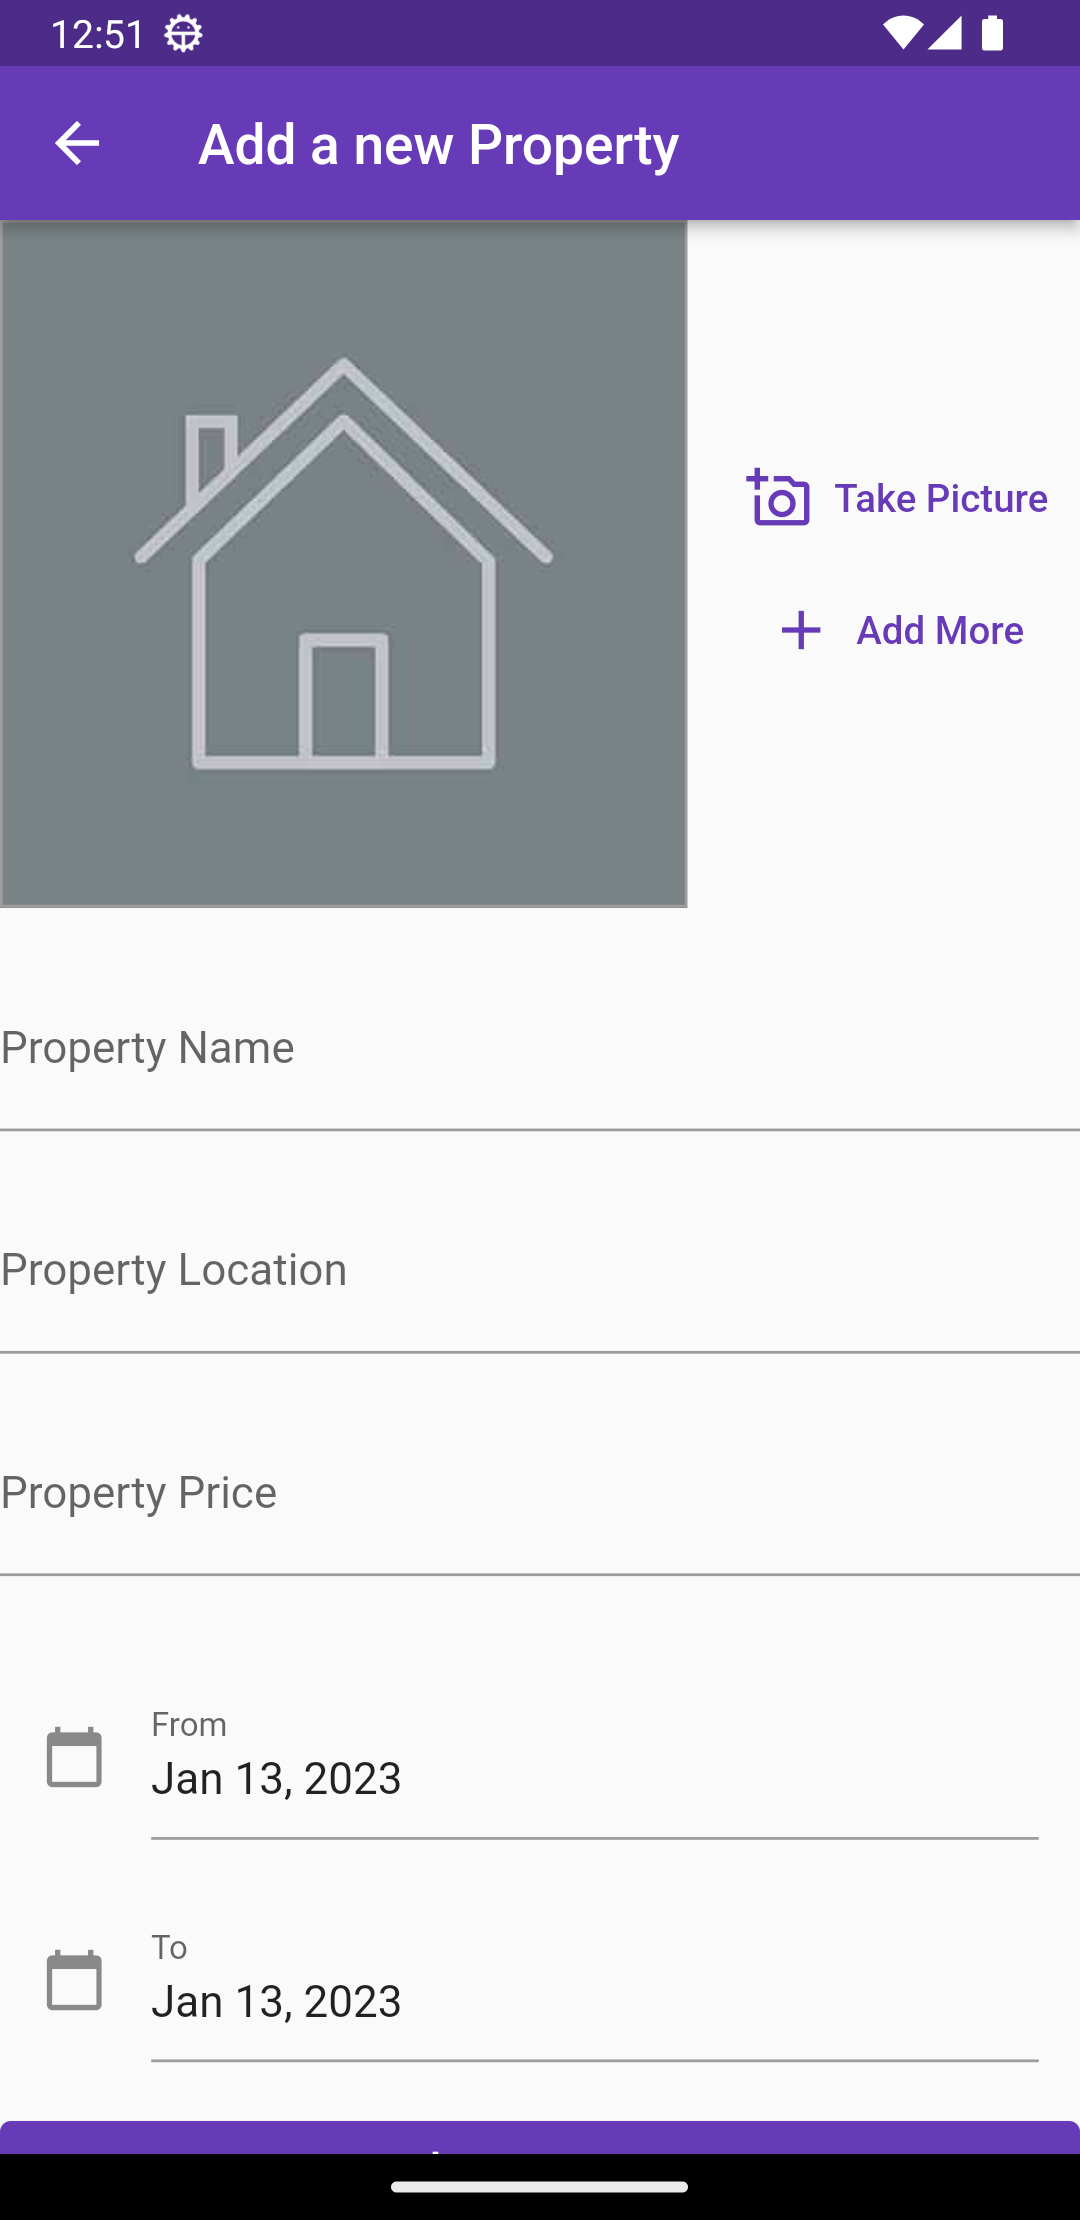 12:51
Add a new Property
Take Picture
Add More
Property Name
Property Location
Property Price
From
Jan 13, 2023
To
Jan 13, 2023